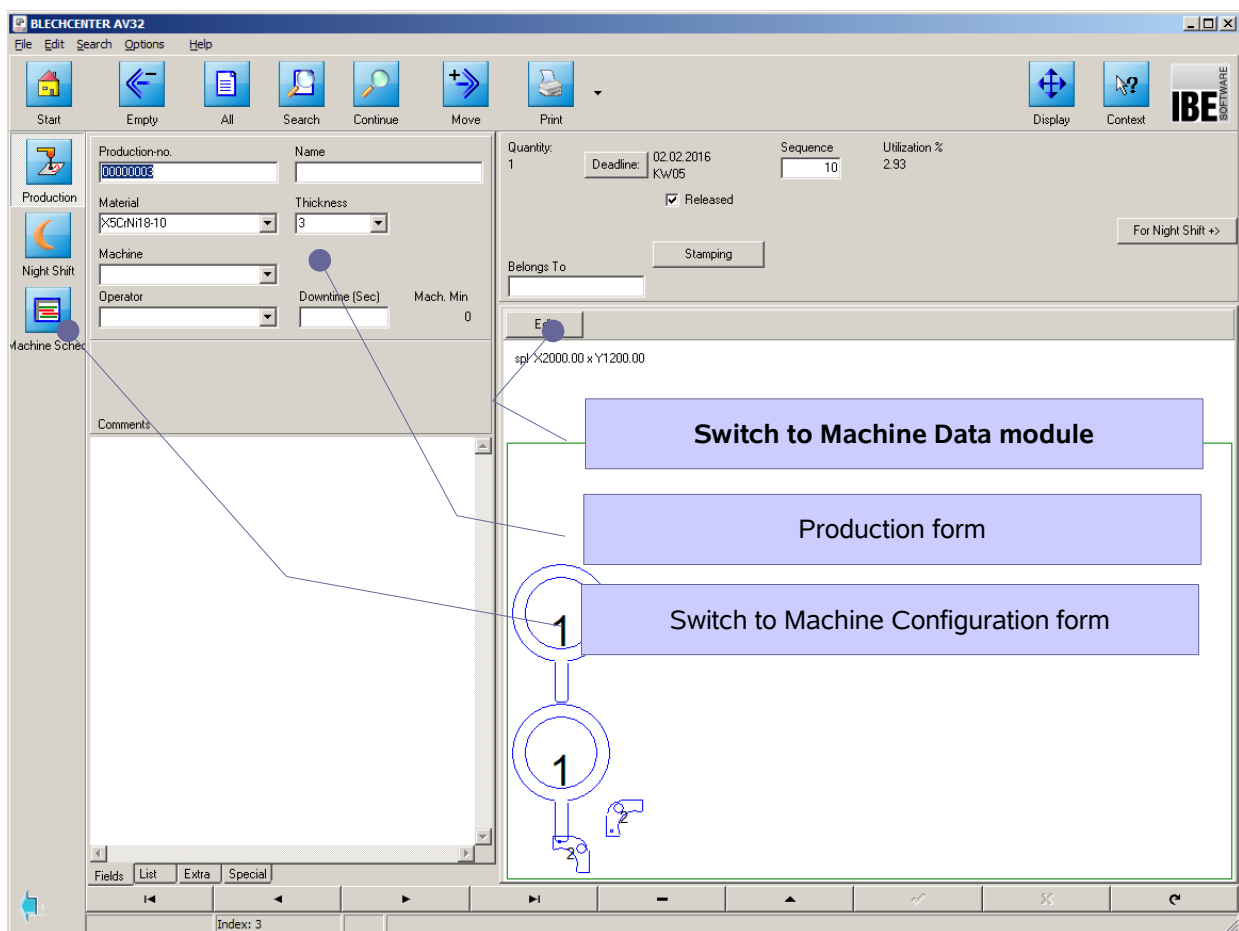 BLECHCENTER AV32
File Edit Search Options Help
Start Empty All Search Continue Move Print Display Context IBE SOFTWARE
Production
Night Shift
Machine Sched
Production-no. Name
00000003
Material Thickness
X5CrNi18-10 3
Machine
Operator Downtime (Sec) Mach. Min
0
Comments
Quantity: Deadline: 02.02.2016 Sequence Utilization %
1 KW05 10 2.93
Released
For Night Shift +>
Stamping
Belongs To
spl X2000.00 x Y1200.00
Switch to Machine Data module
Production form
Switch to Machine Configuration form
1
1
2
2
Fields List Extra Special
Index: 3